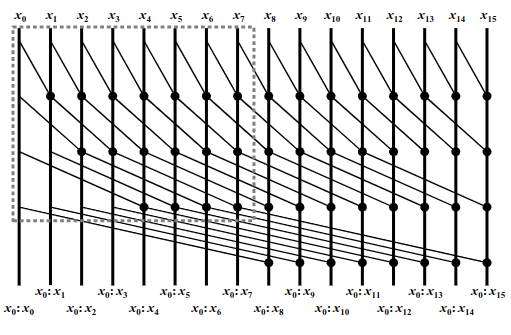 x₀ x₁ x₂ x₃ x₄ x₅ x₆ x₇ x₈ x₉ x₁₀ x₁₁ x₁₂ x₁₃ x₁₄ x₁₅
x₀: x₁ x₀: x₃ x₀: x₅ x₀: x₇ x₀: x₉ x₀: x₁₁ x₀: x₁₃ x₀: x₁₅
x₀: x₀ x₀: x₂ x₀: x₄ x₀: x₆ x₀: x₈ x₀: x₁₀ x₀: x₁₂ x₀: x₁₄